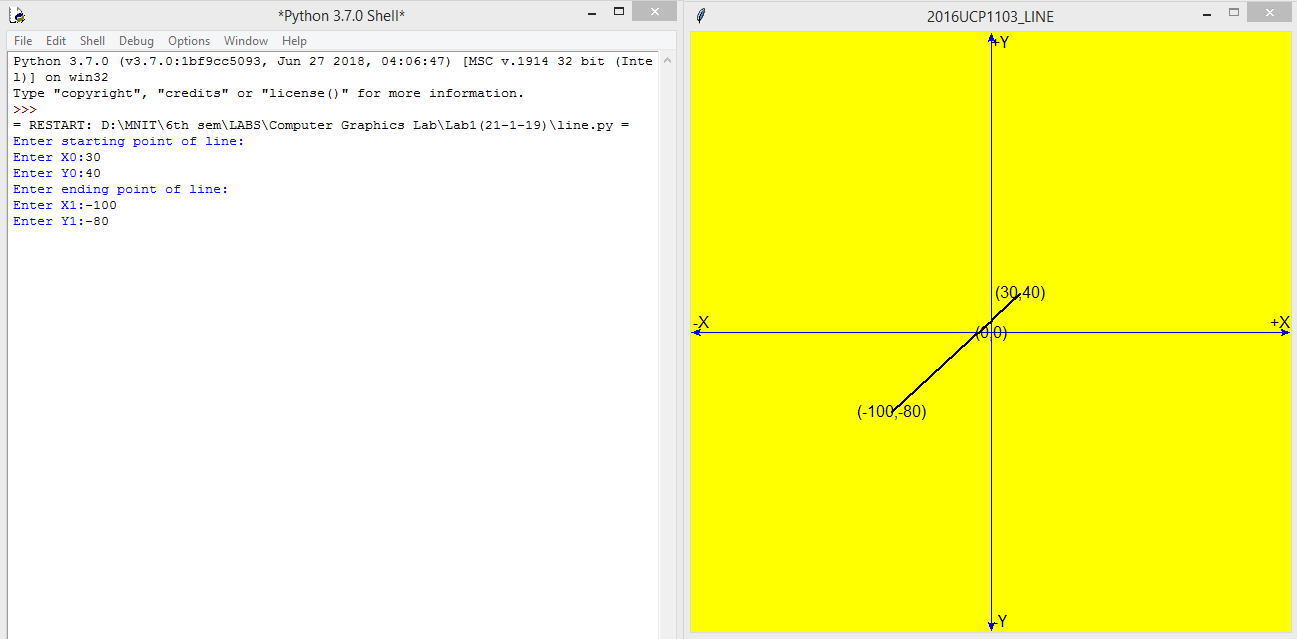 *Python 3.7.0 Shell*
File Edit Shell Debug Options Window Help
Python 3.7.0 (v3.7.0:1bf9cc5093, Jun 27 2018, 04:06:47) [MSC v.1914 32 bit (Inte
l)] on win32
Type "copyright", "credits" or "license()" for more information.
>>>
= RESTART: D:\MNIT\6th sem\LABS\Computer Graphics Lab\Lab1(21-1-19)\line.py =
Enter starting point of line:
Enter X0:30
Enter Y0:40
Enter ending point of line:
Enter X1:-100
Enter Y1:-80
2016UCP1103_LINE
+Y
(30,40)
-X
+X
(0,0)
(-100,-80)
-Y